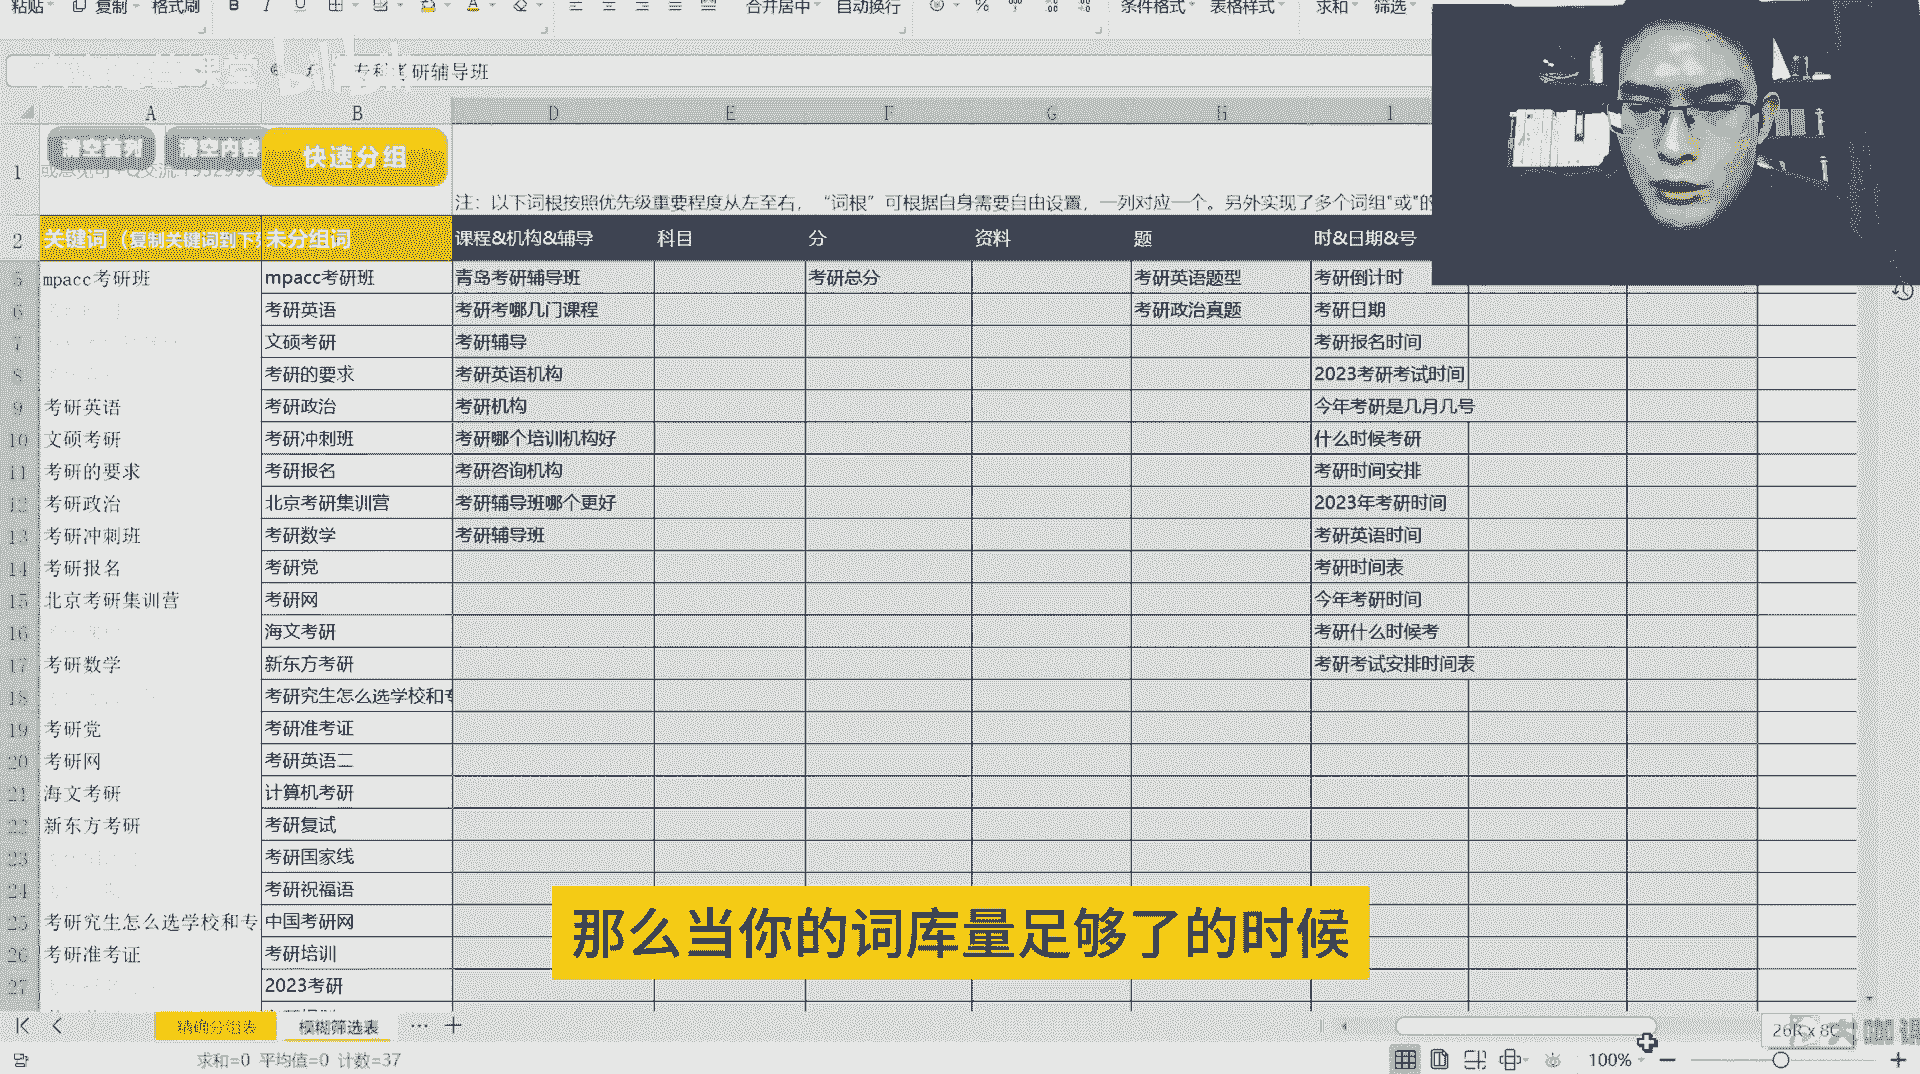 粘贴 复制 格式刷 B I U 合并居中 自动换行 % 条件格式 表格样式 求和 筛选
专科考研辅导班
A B D E F G H I
清空首列 清空内容 快速分组
1
注：以下词根按照优先级重要程度从左至右，“词根”可根据自身需要自由设置，一列对应一个。另外实现了多个词组"或"的
2 关键词（复制关键词到下 未分组词 课程&机构&辅导 科目 分 资料 题 时&日期&号
5 mpacc考研班 mpacc考研班 青岛考研辅导班 考研总分 考研英语题型 考研倒计时
6 考研英语 考研考哪几门课程 考研政治真题 考研日期
7 文硕考研 考研辅导 考研报名时间
8 考研的要求 考研英语机构 2023考研考试时间
9 考研英语 考研政治 考研机构 今年考研是几月几号
10 文硕考研 考研冲刺班 考研哪个培训机构好 什么时候考研
11 考研的要求 考研报名 考研咨询机构 考研时间安排
12 考研政治 北京考研集训营 考研辅导班哪个更好 2023年考研时间
13 考研冲刺班 考研数学 考研辅导班 考研英语时间
14 考研报名 考研党 考研时间表
15 北京考研集训营 考研网 今年考研时间
16 海文考研 考研什么时候考
17 考研数学 新东方考研 考研考试安排时间表
18 考研究生怎么选学校和专
19 考研党 考研准考证
20 考研网 考研英语二
21 海文考研 计算机考研
22 新东方考研 考研复试
23 考研国家线
24 考研祝福语
25 考研究生怎么选学校和专 中国考研网
26 考研准考证 考研培训
27 2023考研
那么当你的词库量足够了的时候
精确分组表 模糊筛选表 ··· +
26R x 8C
求和=0 平均值=0 计数=37 100%